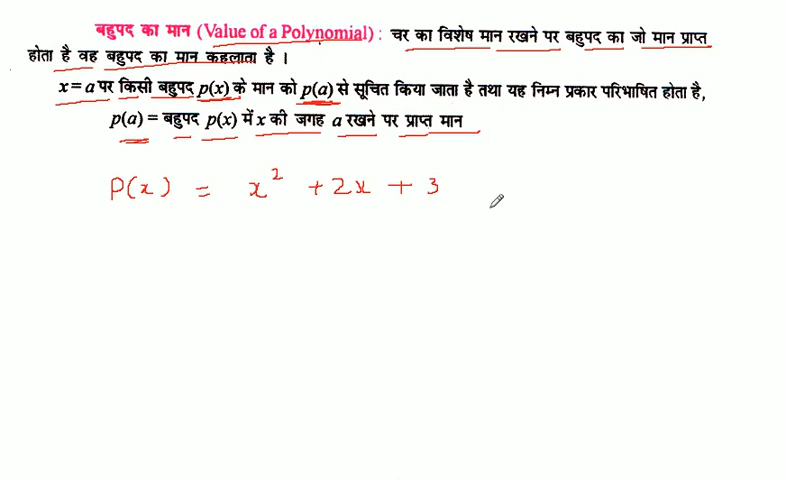 बहुपद का मान (Value of a Polynomial) : चर का विशेष मान रखने पर बहुपद का जो मान प्राप्त
होता है वह बहुपद का मान कहलाता है ।
x = a पर किसी बहुपद p(x) के मान को p(a) से सूचित किया जाता है तथा यह निम्न प्रकार परिभाषित होता है,
p(a) = बहुपद p(x) में x की जगह a रखने पर प्राप्त मान
P(x) = x² + 2x + 3